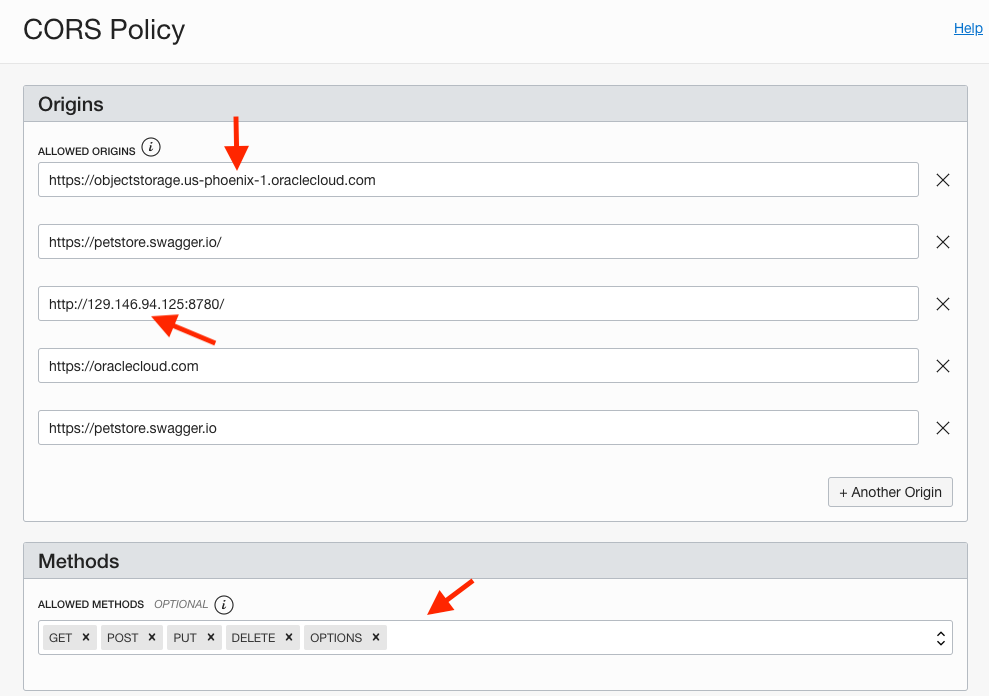 CORS Policy
Help
Origins
ALLOWED ORIGINS i
https://objectstorage.us-phoenix-1.oraclecloud.com
https://petstore.swagger.io/
http://129.146.94.125:8780/
https://oraclecloud.com
https://petstore.swagger.io
+ Another Origin
Methods
ALLOWED METHODS OPTIONAL i
GET × POST × PUT × DELETE × OPTIONS ×